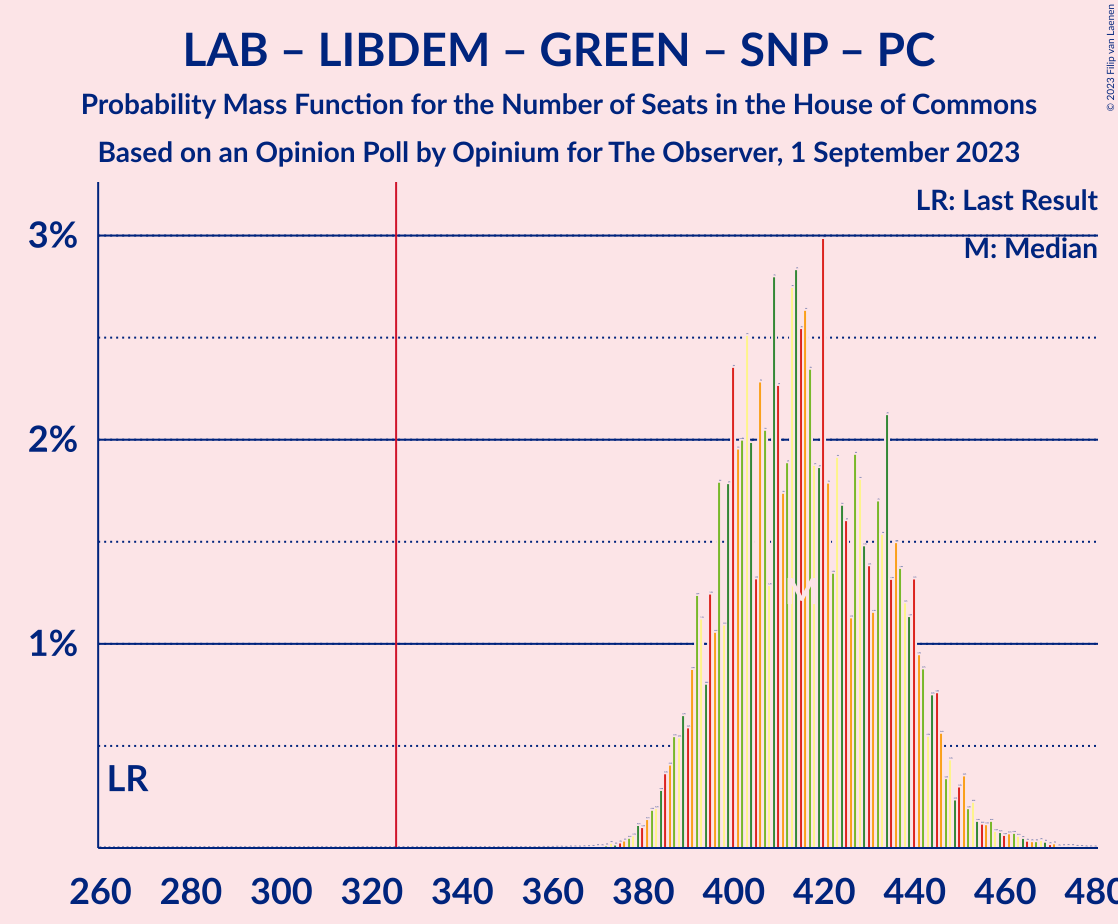 LAB – LIBDEM – GREEN – SNP – PC
Probability Mass Function for the Number of Seats in the House of Commons
Based on an Opinion Poll by Opinium for The Observer, 1 September 2023
© 2023 Filip van Laenen
LR: Last Result
M: Median
3%
2%
1%
M
LR
260 280 300 320 340 360 380 400 420 440 460 480